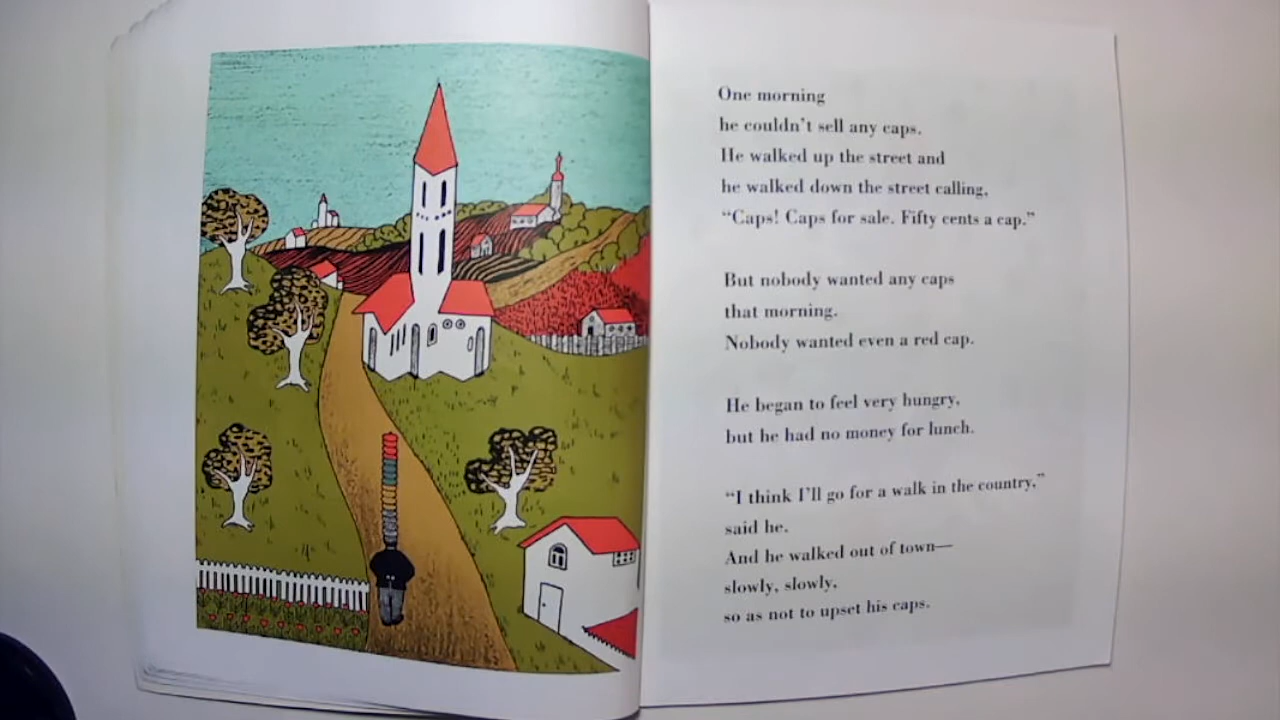 One morning
he couldn't sell any caps.
He walked up the street and
he walked down the street calling,
“Caps! Caps for sale. Fifty cents a cap.”
But nobody wanted any caps
that morning.
Nobody wanted even a red cap.
He began to feel very hungry,
but he had no money for lunch.
“I think I'll go for a walk in the country,”
said he.
And he walked out of town—
slowly, slowly,
so as not to upset his caps.